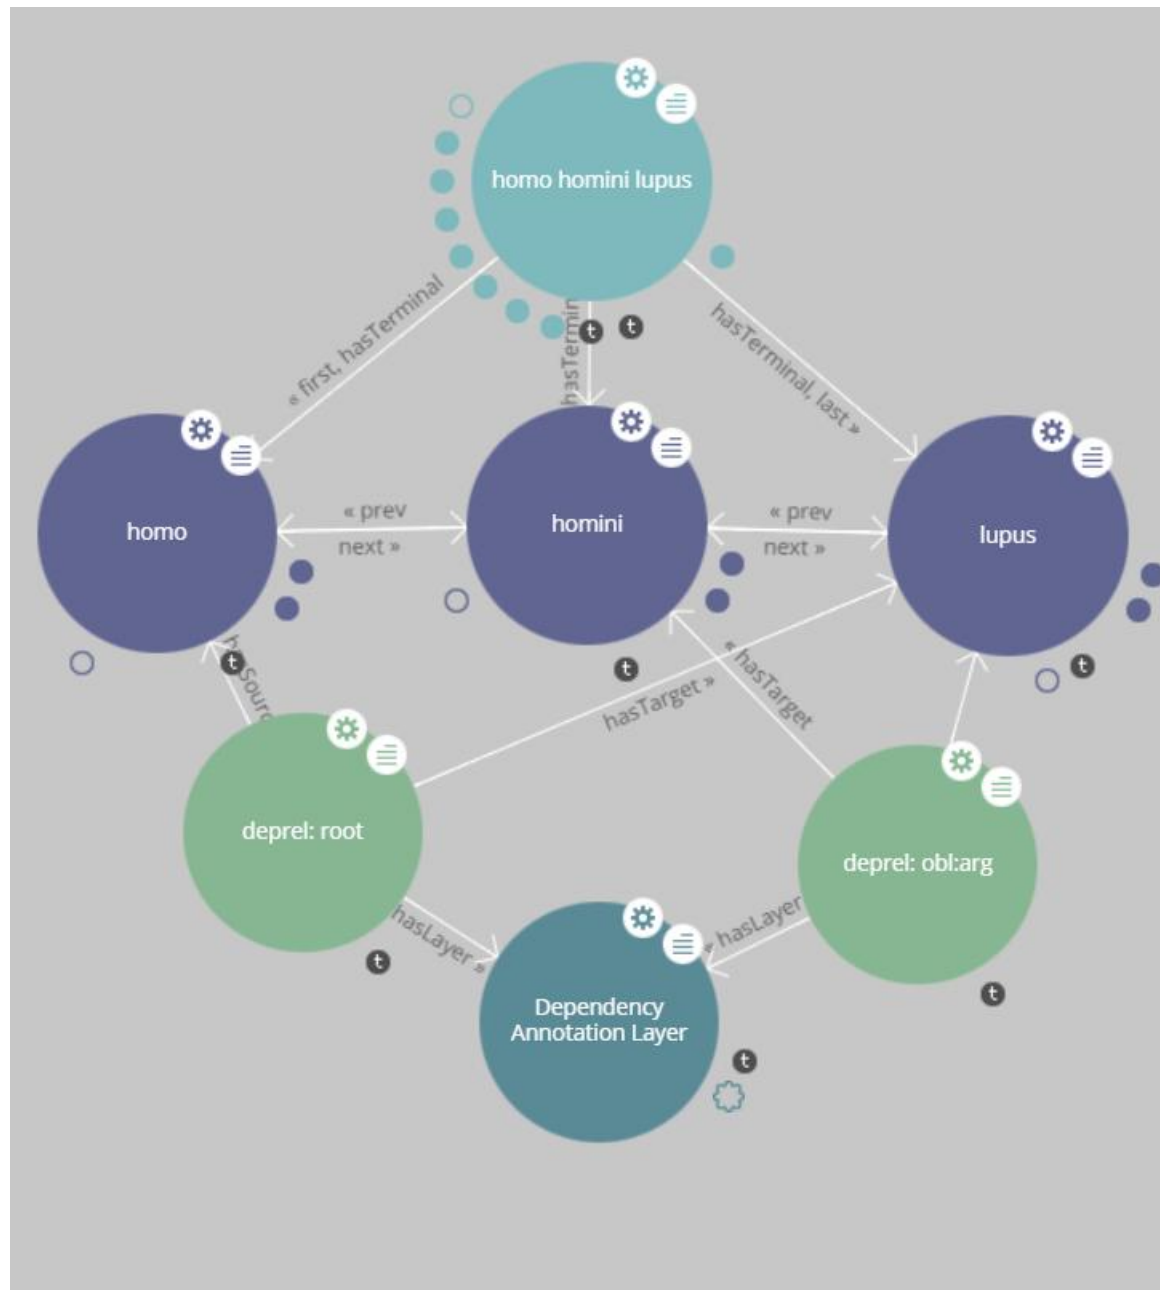 homo homini lupus
« first, hasTerminal
hasTermin
hasTerminal, last »
homo
« prev
next »
homini
« prev
next »
lupus
hasTarget »
« hasTarget
deprel: root
deprel: obl:arg
hasLayer »
« hasLayer
Dependency
Annotation Layer
t
t
t
t
t
t
t
t